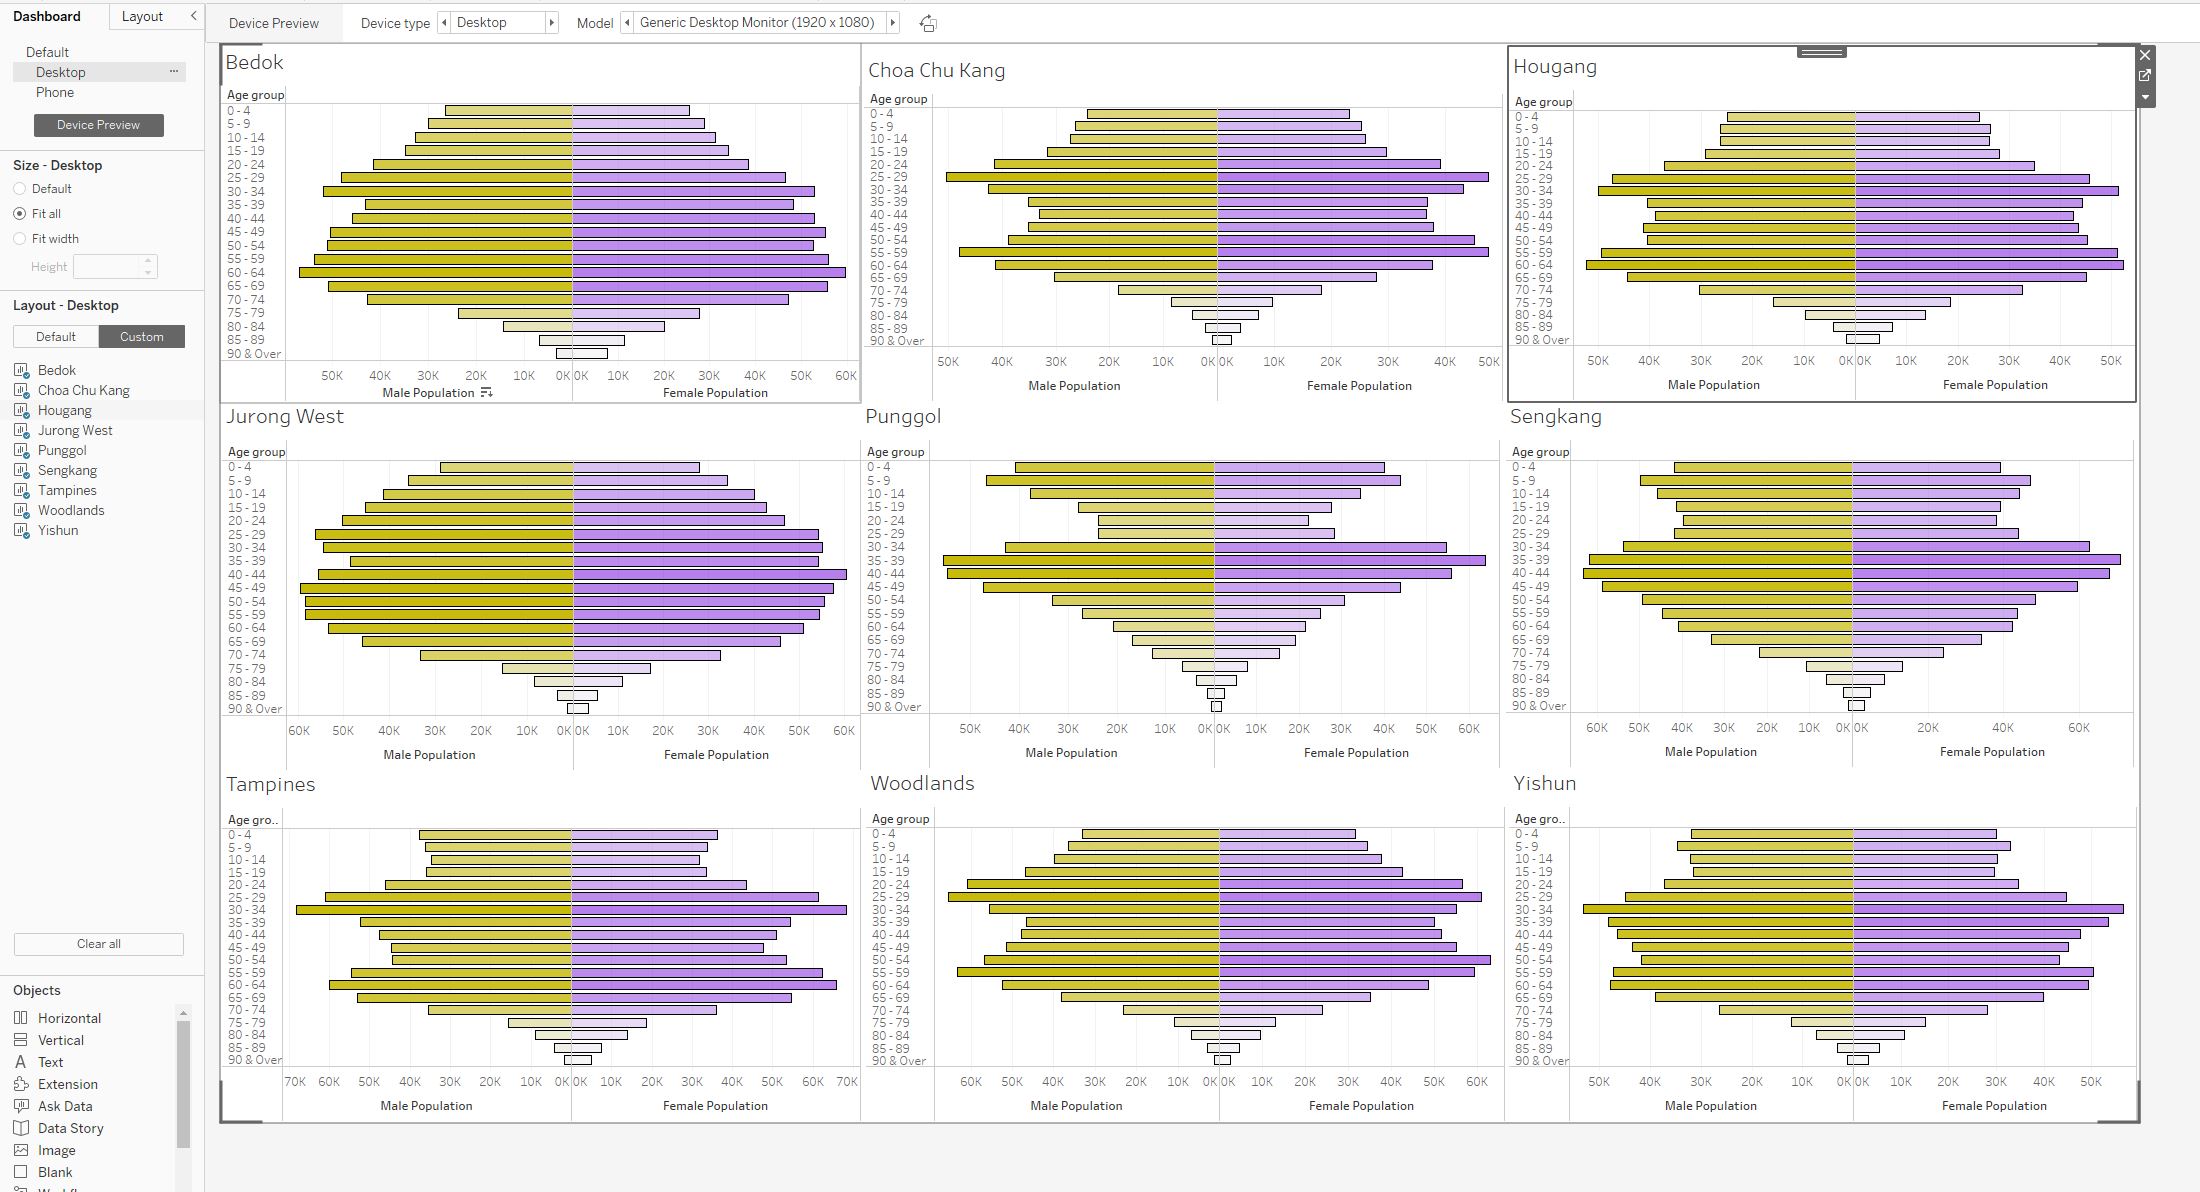 Dashboard
Layout
Default
Desktop
Phone
Device Preview
Size - Desktop
Default
Fit all
Fit width
Height
Layout - Desktop
Default Custom
Bedok
Choa Chu Kang
Hougang
Jurong West
Punggol
Sengkang
Tampines
Woodlands
Yishun
Clear all
Objects
Horizontal
Vertical
Text
Extension
Ask Data
Data Story
Image
Blank
Device Preview Device type Desktop Model Generic Desktop Monitor (1920 x 1080)
Bedok
Age group
0 - 4
5 - 9
10 - 14
15 - 19
20 - 24
25 - 29
30 - 34
35 - 39
40 - 44
45 - 49
50 - 54
55 - 59
60 - 64
65 - 69
70 - 74
75 - 79
80 - 84
85 - 89
90 & Over
50K 40K 30K 20K 10K 0K 0K 10K 20K 30K 40K 50K 60K
Male Population Female Population
Choa Chu Kang
Age group
0 - 4
5 - 9
10 - 14
15 - 19
20 - 24
25 - 29
30 - 34
35 - 39
40 - 44
45 - 49
50 - 54
55 - 59
60 - 64
65 - 69
70 - 74
75 - 79
80 - 84
85 - 89
90 & Over
50K 40K 30K 20K 10K 0K 0K 10K 20K 30K 40K 50K
Male Population Female Population
Hougang
Age group
0 - 4
5 - 9
10 - 14
15 - 19
20 - 24
25 - 29
30 - 34
35 - 39
40 - 44
45 - 49
50 - 54
55 - 59
60 - 64
65 - 69
70 - 74
75 - 79
80 - 84
85 - 89
90 & Over
50K 40K 30K 20K 10K 0K 0K 10K 20K 30K 40K 50K
Male Population Female Population
Jurong West
Age group
0 - 4
5 - 9
10 - 14
15 - 19
20 - 24
25 - 29
30 - 34
35 - 39
40 - 44
45 - 49
50 - 54
55 - 59
60 - 64
65 - 69
70 - 74
75 - 79
80 - 84
85 - 89
90 & Over
60K 50K 40K 30K 20K 10K 0K 0K 10K 20K 30K 40K 50K 60K
Male Population Female Population
Punggol
Age group
0 - 4
5 - 9
10 - 14
15 - 19
20 - 24
25 - 29
30 - 34
35 - 39
40 - 44
45 - 49
50 - 54
55 - 59
60 - 64
65 - 69
70 - 74
75 - 79
80 - 84
85 - 89
90 & Over
50K 40K 30K 20K 10K 0K 0K 10K 20K 30K 40K 50K 60K
Male Population Female Population
Sengkang
Age group
0 - 4
5 - 9
10 - 14
15 - 19
20 - 24
25 - 29
30 - 34
35 - 39
40 - 44
45 - 49
50 - 54
55 - 59
60 - 64
65 - 69
70 - 74
75 - 79
80 - 84
85 - 89
90 & Over
60K 50K 40K 30K 20K 10K 0K 0K 20K 40K 60K
Male Population Female Population
Tampines
Age gro..
0 - 4
5 - 9
10 - 14
15 - 19
20 - 24
25 - 29
30 - 34
35 - 39
40 - 44
45 - 49
50 - 54
55 - 59
60 - 64
65 - 69
70 - 74
75 - 79
80 - 84
85 - 89
90 & Over
70K 60K 50K 40K 30K 20K 10K 0K 0K 10K 20K 30K 40K 50K 60K 70K
Male Population Female Population
Woodlands
Age group
0 - 4
5 - 9
10 - 14
15 - 19
20 - 24
25 - 29
30 - 34
35 - 39
40 - 44
45 - 49
50 - 54
55 - 59
60 - 64
65 - 69
70 - 74
75 - 79
80 - 84
85 - 89
90 & Over
60K 50K 40K 30K 20K 10K 0K 0K 10K 20K 30K 40K 50K 60K
Male Population Female Population
Yishun
Age gro..
0 - 4
5 - 9
10 - 14
15 - 19
20 - 24
25 - 29
30 - 34
35 - 39
40 - 44
45 - 49
50 - 54
55 - 59
60 - 64
65 - 69
70 - 74
75 - 79
80 - 84
85 - 89
90 & Over
50K 40K 30K 20K 10K 0K 0K 10K 20K 30K 40K 50K
Male Population Female Population